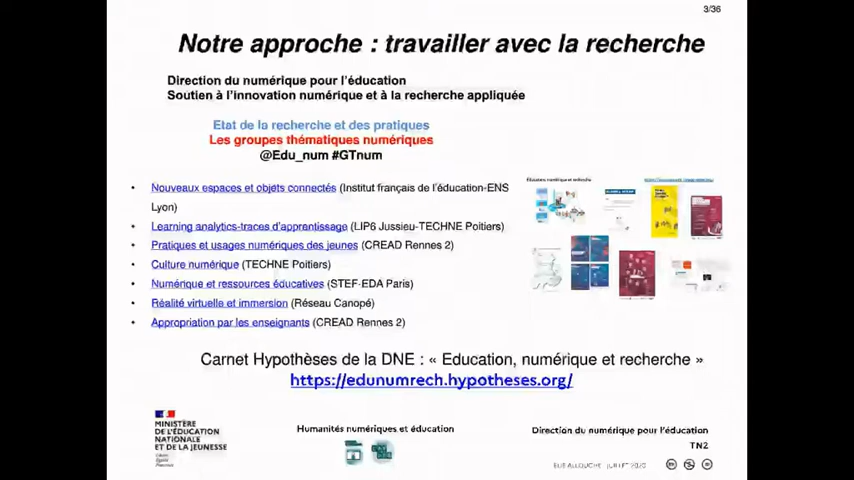 3/36
Notre approche : travailler avec la recherche
Direction du numérique pour l'éducation
Soutien à l'innovation numérique et à la recherche appliquée
Etat de la recherche et des pratiques
Les groupes thématiques numériques
@Edu_num #GTnum
• Nouveaux espaces et objets connectés (Institut français de l'éducation-ENS
Lyon)
• Learning analytics-traces d'apprentissage (LIP6 Jussieu-TECHNE Poitiers)
• Pratiques et usages numériques des jeunes (CREAD Rennes 2)
• Culture numérique (TECHNE Poitiers)
• Numérique et ressources éducatives (STEF-EDA Paris)
• Réalité virtuelle et immersion (Réseau Canopé)
• Appropriation par les enseignants (CREAD Rennes 2)
Carnet Hypothèses de la DNE : « Education, numérique et recherche »
https://edunumrech.hypotheses.org/
MINISTÈRE
DE L'ÉDUCATION
NATIONALE
ET DE LA JEUNESSE
Humanités numériques et éducation
Direction du numérique pour l'éducation
TN2
ELIE ALLOUCHE JUILLET 2020